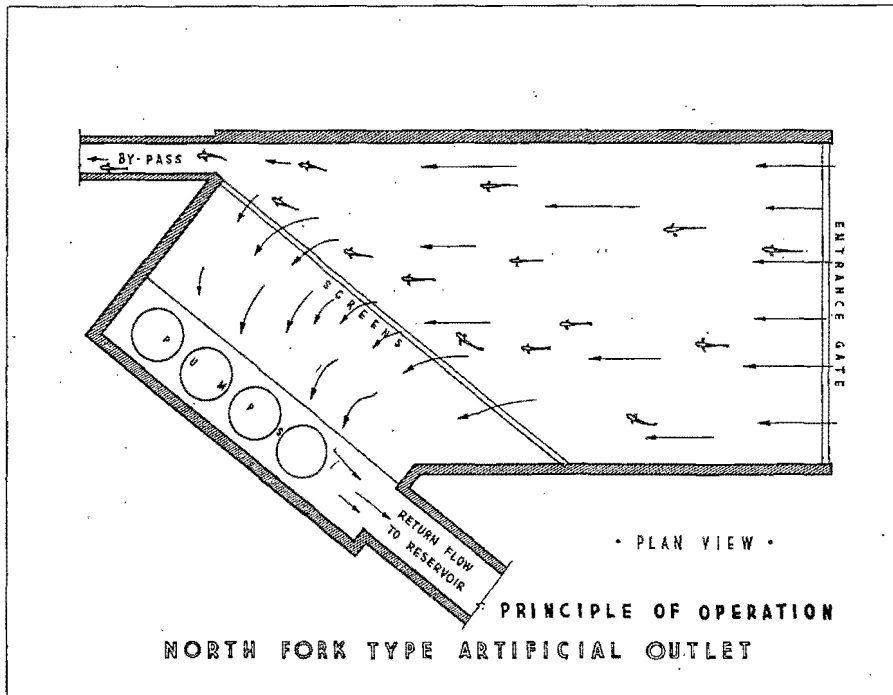 BY-PASS
ENTRANCE GATE
SCREENS
PUMPS
RETURN FLOW
TO RESERVOIR
• PLAN VIEW •
PRINCIPLE OF OPERATION
NORTH FORK TYPE ARTIFICIAL OUTLET